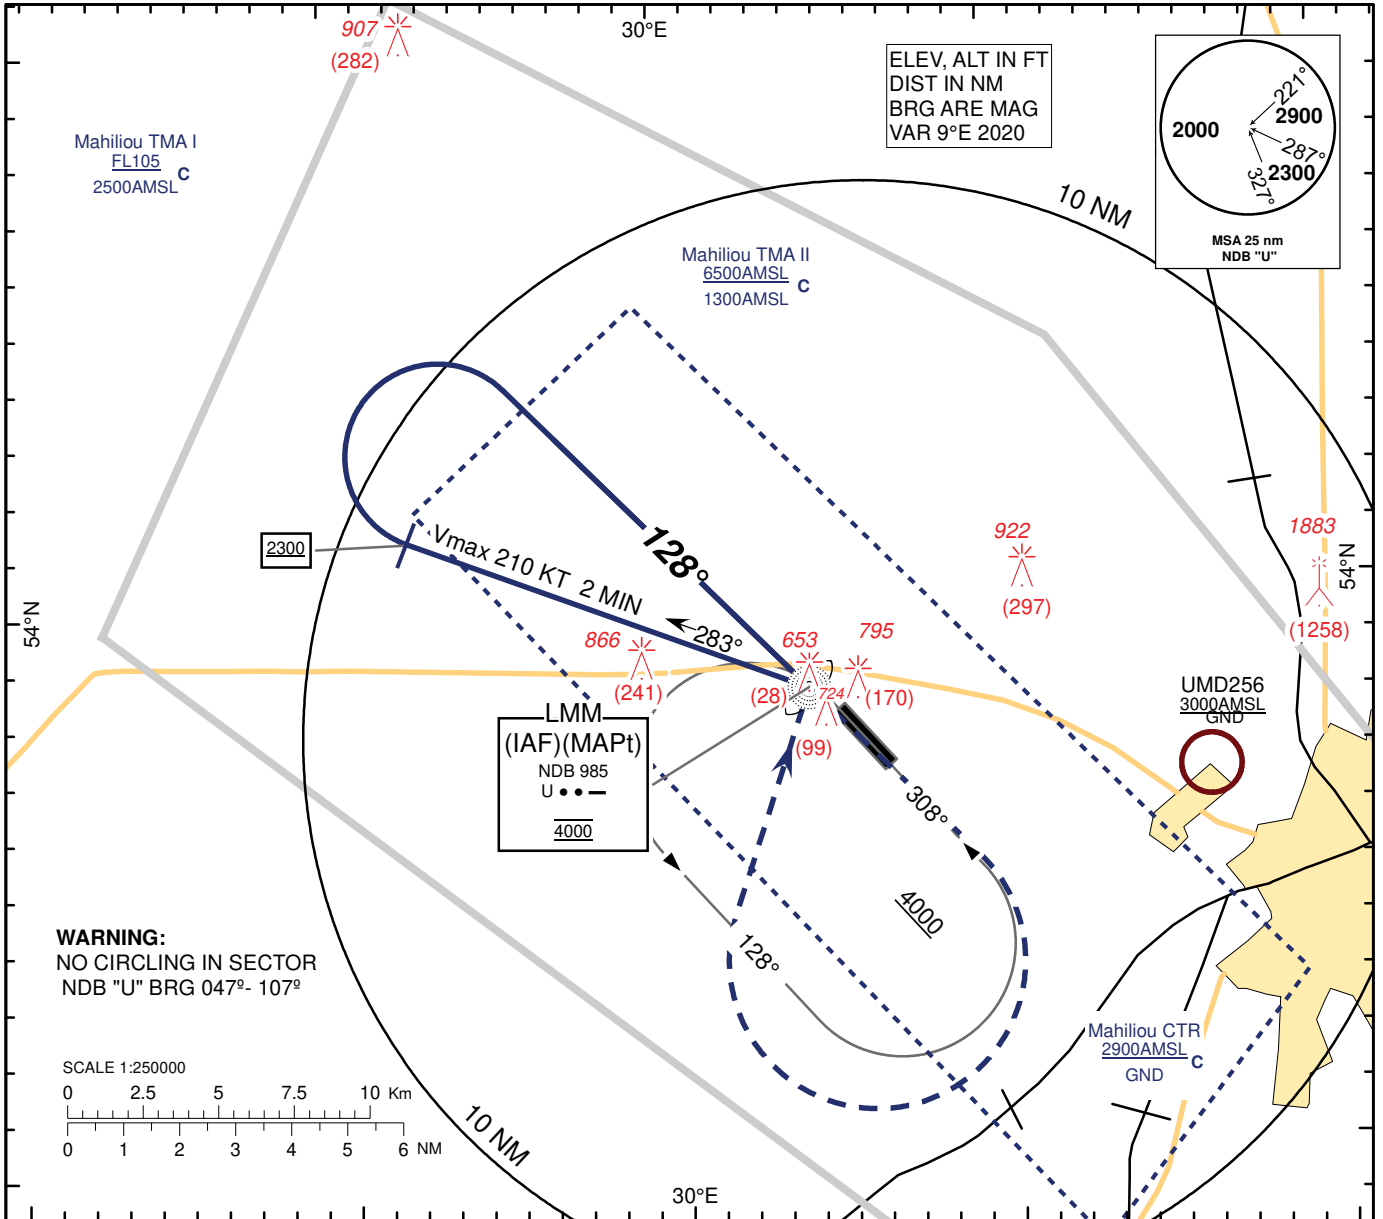 907
(282)
30°E
ELEV, ALT IN FT
DIST IN NM
BRG ARE MAG
VAR 9°E 2020
221°
2000
2900
287°
2300
327°
MSA 25 nm
NDB "U"
Mahiliou TMA I
FL105
2500AMSL
C
10 NM
Mahiliou TMA II
6500AMSL
1300AMSL
C
2300
Vmax 210 KT 2 MIN
128°
283°
922
(297)
1883
(1258)
54°N
54°N
866
(241)
653
(28)
795
(170)
724
(99)
UMD256
3000AMSL
GND
LMM
(IAF)(MAPt)
NDB 985
U • • —
4000
308°
4000
128°
WARNING:
NO CIRCLING IN SECTOR
NDB "U" BRG 047º- 107º
Mahiliou CTR
2900AMSL
GND
C
SCALE 1:250000
0 2.5 5 7.5 10 Km
0 1 2 3 4 5 6 NM
10 NM
30°E